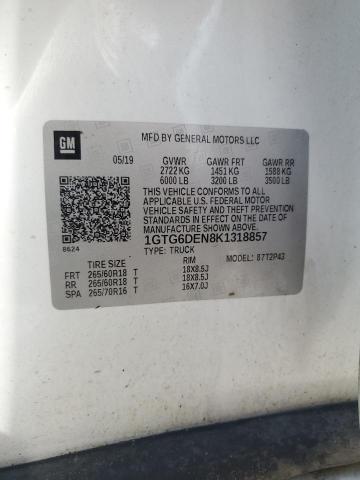 GM
MFD BY GENERAL MOTORS LLC
05/19 GVWR GAWR FRT GAWR RR
2722 KG 1451 KG 1588 KG
6000 LB 3200 LB 3500 LB
THIS VEHICLE CONFORMS TO ALL
APPLICABLE U.S. FEDERAL MOTOR
VEHICLE SAFETY AND THEFT PREVENTION
STANDARDS IN EFFECT ON THE DATE OF
MANUFACTURE SHOWN ABOVE.
8624 1GTG6DEN8K1318857
TYPE: TRUCK MODEL: 87T2P43
TIRE SIZE RIM
FRT 265/60R18 T 18X8.5J
RR 265/60R18 T 18X8.5J
SPA 265/70R16 T 16X7.0J